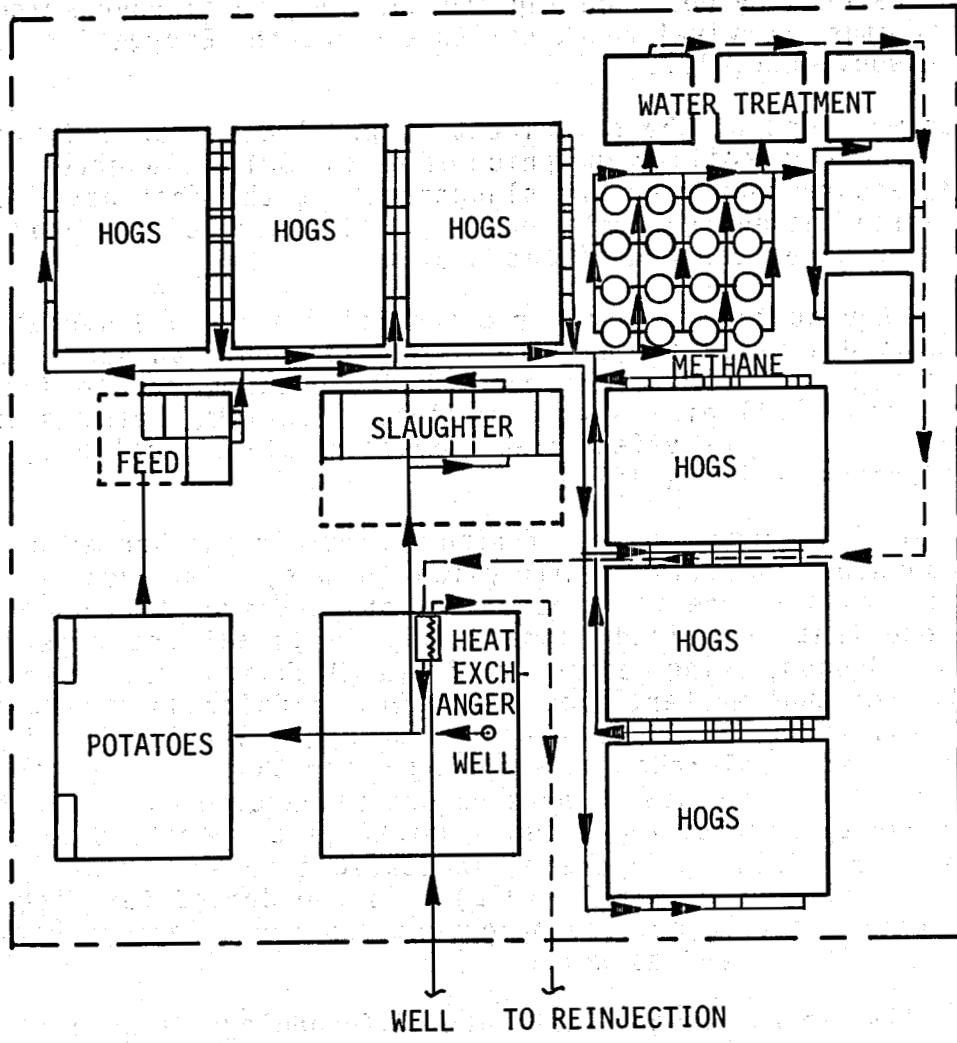 WATER TREATMENT
HOGS
HOGS
HOGS
METHANE
SLAUGHTER
FEED
HOGS
HEAT
EXCH
ANGER
HOGS
POTATOES
WELL
HOGS
WELL
TO REINJECTION